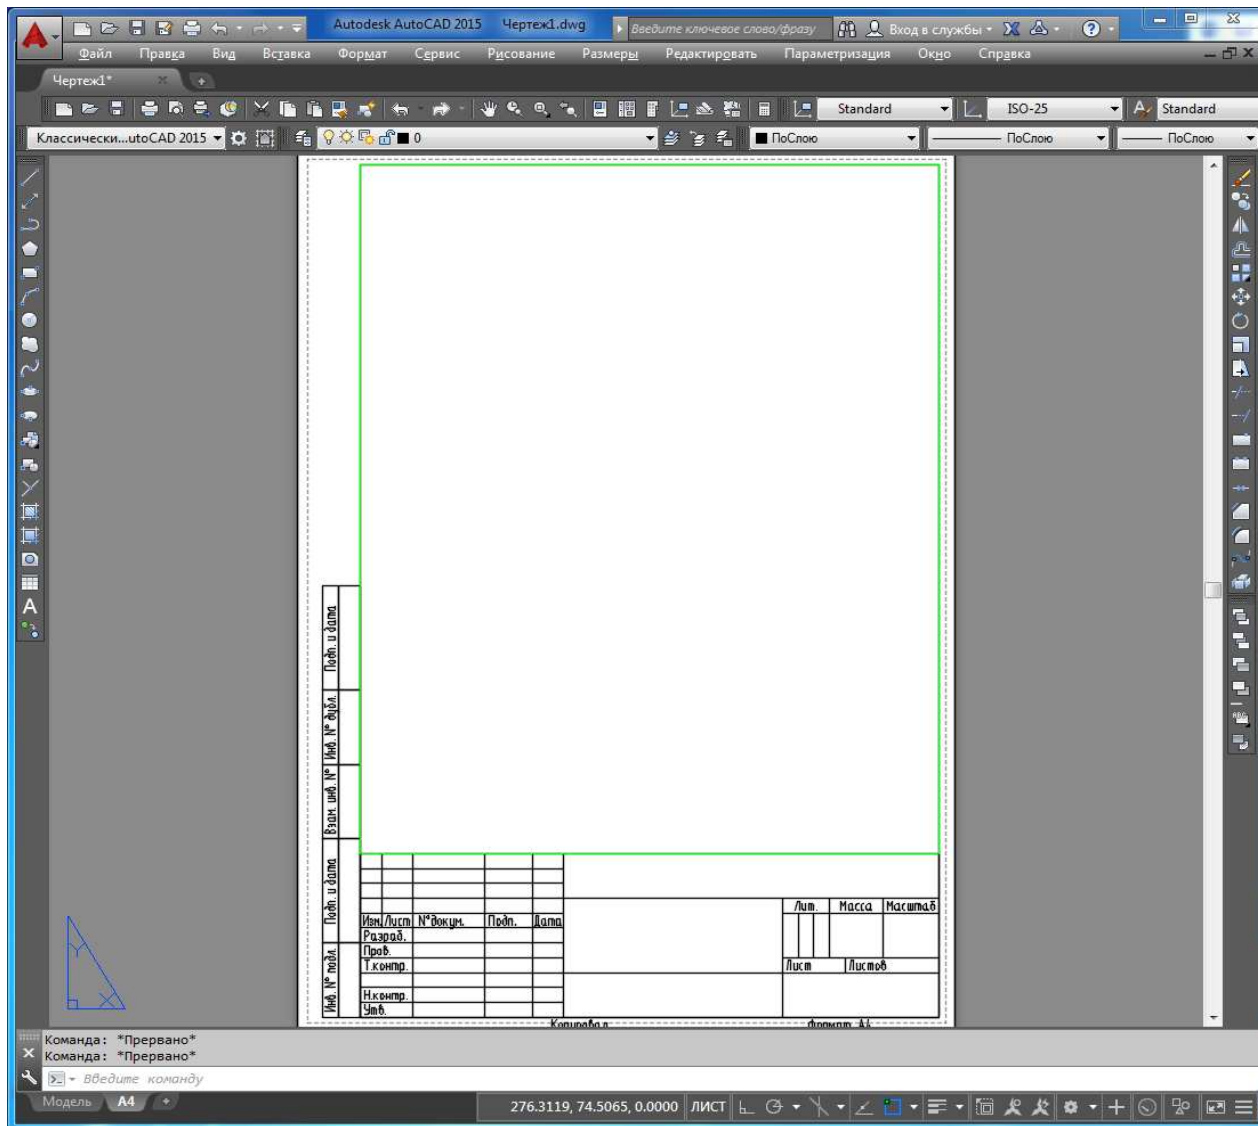 Autodesk AutoCAD 2015 Чертеж1.dwg Введите ключевое слово/фразу Вход в службы
Файл Правка Вид Вставка Формат Сервис Рисование Размеры Редактировать Параметризация Окно Справка
Чертеж1*
Standard ISO-25 Standard
Классически...utoCAD 2015 0 ПоСлою ПоСлою ПоСлою
Подп. и дата
Инв. № дубл.
Взам. инв. №
Подп. и дата
Инв. № подл.
Лит. Масса Масштаб
Изм. Лист №докум. Подп. Дата
Разраб.
Пров.
Т.контр. Лист Листов
Н.контр.
Утв.
Копировал Формат А4
Y
X
Команда: *Прервано*
Команда: *Прервано*
Введите команду
Модель А4 +
276.3119, 74.5065, 0.0000 ЛИСТ